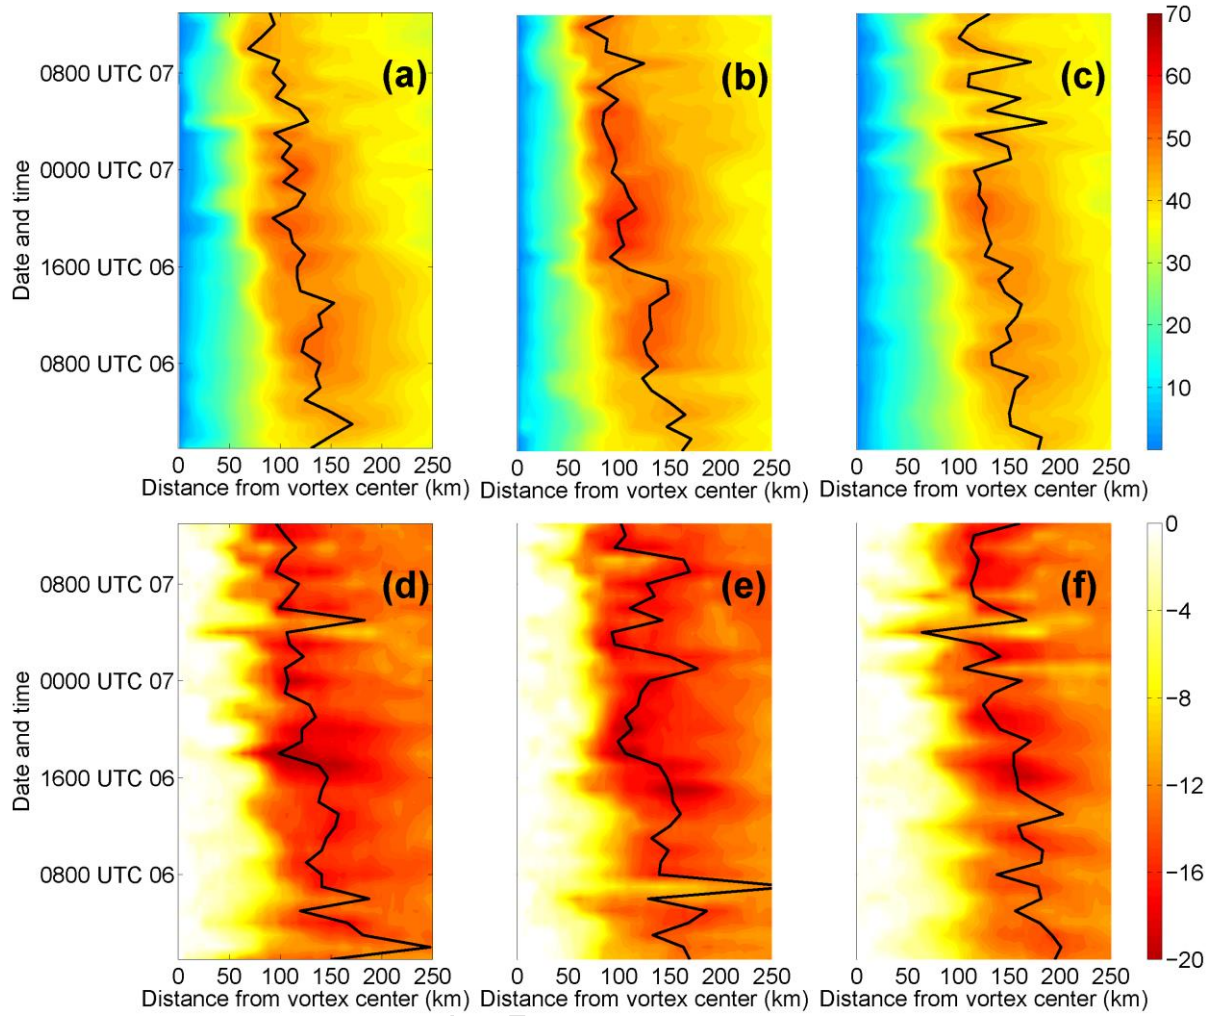 (a)
(b)
(c)
0800 UTC 07
0000 UTC 07
1600 UTC 06
0800 UTC 06
Date and time
0 50 100 150 200 250
0 50 100 150 200 250
0 50 100 150 200 250
Distance from vortex center (km)
Distance from vortex center (km)
Distance from vortex center (km)
70
60
50
40
30
20
10
(d)
(e)
(f)
0800 UTC 07
0000 UTC 07
1600 UTC 06
0800 UTC 06
Date and time
0 50 100 150 200 250
0 50 100 150 200 250
0 50 100 150 200 250
Distance from vortex center (km)
Distance from vortex center (km)
Distance from vortex center (km)
0
−4
−8
−12
−16
−20